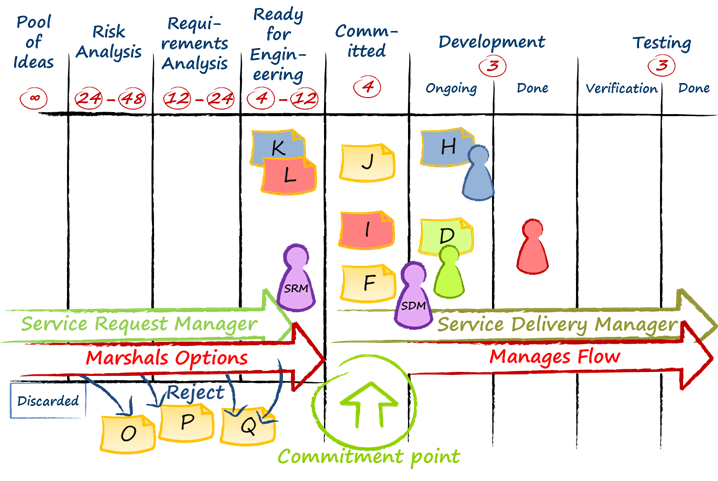 Pool
of
Ideas
∞
Risk
Analysis
24 - 48
Requi-
rements
Analysis
12 - 24
Ready
for
Engin-
eering
4 - 12
Comm-
itted
4
Development
3
Ongoing
Done
Testing
3
Verification
Done
K
L
J
H
I
D
F
SRM
SDM
Service Request Manager
Service Delivery Manager
Marshals Options
Manages Flow
Discarded
Reject
O
P
Q
Commitment point